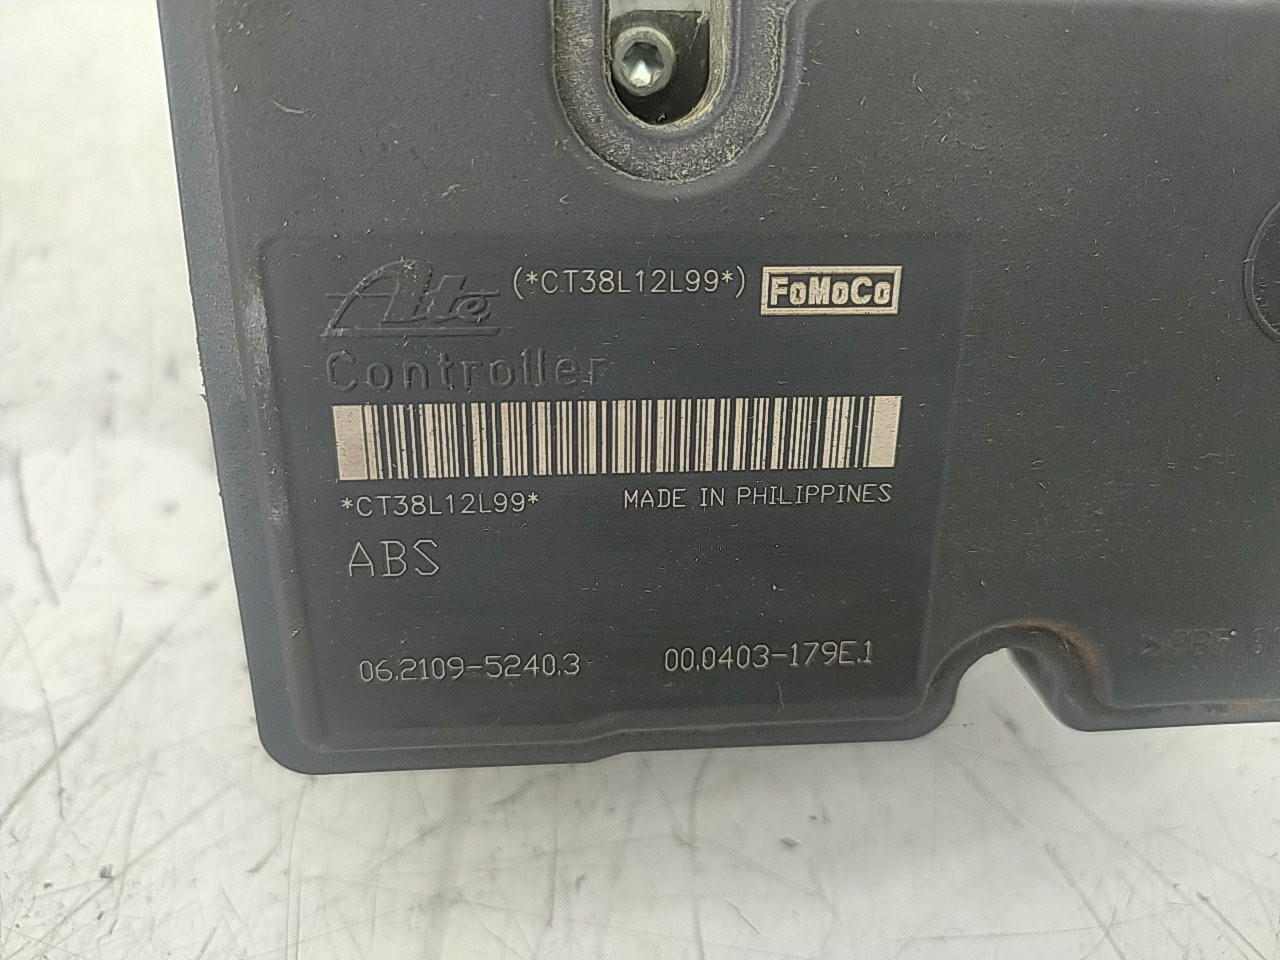 Ate (*CT38L12L99*) FoMoCo
Controller
*CT38L12L99* MADE IN PHILIPPINES
ABS
06.2109-5240.3 00.0403-179E.1